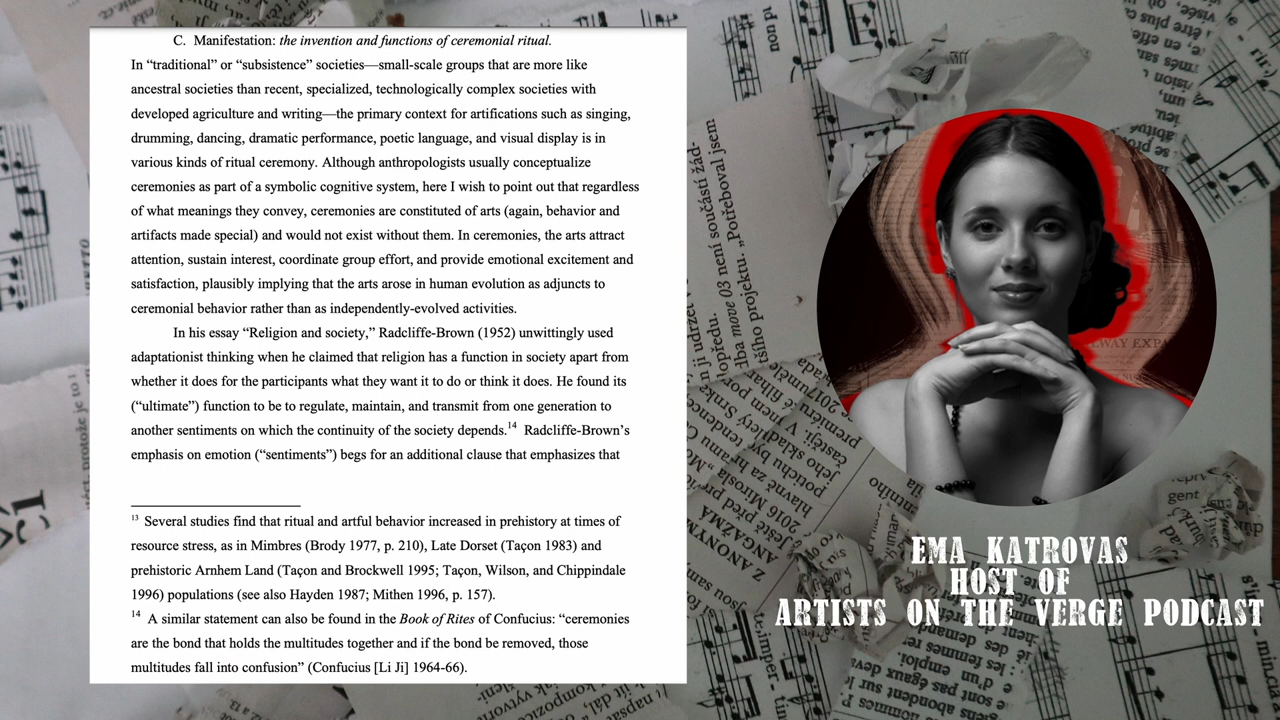 C. Manifestation: the invention and functions of ceremonial ritual.
In “traditional” or “subsistence” societies—small-scale groups that are more like
ancestral societies than recent, specialized, technologically complex societies with
developed agriculture and writing—the primary context for artifications such as singing,
drumming, dancing, dramatic performance, poetic language, and visual display is in
various kinds of ritual ceremony. Although anthropologists usually conceptualize
ceremonies as part of a symbolic cognitive system, here I wish to point out that regardless
of what meanings they convey, ceremonies are constituted of arts (again, behavior and
artifacts made special) and would not exist without them. In ceremonies, the arts attract
attention, sustain interest, coordinate group effort, and provide emotional excitement and
satisfaction, plausibly implying that the arts arose in human evolution as adjuncts to
ceremonial behavior rather than as independently-evolved activities.
In his essay “Religion and society,” Radcliffe-Brown (1952) unwittingly used
adaptationist thinking when he claimed that religion has a function in society apart from
whether it does for the participants what they want it to do or think it does. He found its
(“ultimate”) function to be to regulate, maintain, and transmit from one generation to
another sentiments on which the continuity of the society depends.14 Radcliffe-Brown’s
emphasis on emotion (“sentiments”) begs for an additional clause that emphasizes that
13 Several studies find that ritual and artful behavior increased in prehistory at times of
resource stress, as in Mimbres (Brody 1977, p. 210), Late Dorset (Taçon 1983) and
prehistoric Arnhem Land (Taçon and Brockwell 1995; Taçon, Wilson, and Chippindale
1996) populations (see also Hayden 1987; Mithen 1996, p. 157).
14 A similar statement can also be found in the Book of Rites of Confucius: “ceremonies
are the bond that holds the multitudes together and if the bond be removed, those
multitudes fall into confusion” (Confucius [Li Ji] 1964-66).
EMA KATROVAS
HOST OF
ARTISTS ON THE VERGE PODCAST